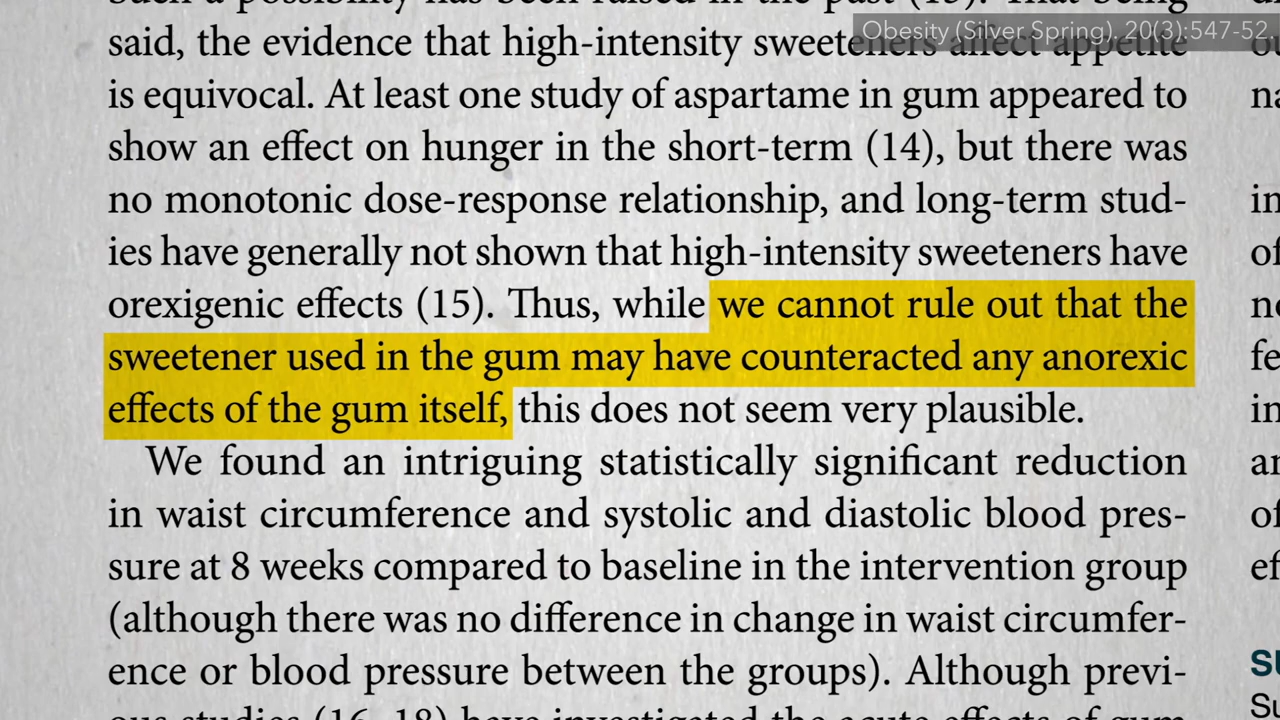 Obesity (Silver Spring). 20(3):547-52.
said, the evidence that high-intensity sweeteners affect appetite
is equivocal. At least one study of aspartame in gum appeared to
show an effect on hunger in the short-term (14), but there was
no monotonic dose-response relationship, and long-term stud-
ies have generally not shown that high-intensity sweeteners have
orexigenic effects (15). Thus, while we cannot rule out that the
sweetener used in the gum may have counteracted any anorexic
effects of the gum itself, this does not seem very plausible.
We found an intriguing statistically significant reduction
in waist circumference and systolic and diastolic blood pres-
sure at 8 weeks compared to baseline in the intervention group
(although there was no difference in change in waist circumfer-
ence or blood pressure between the groups). Although previ-